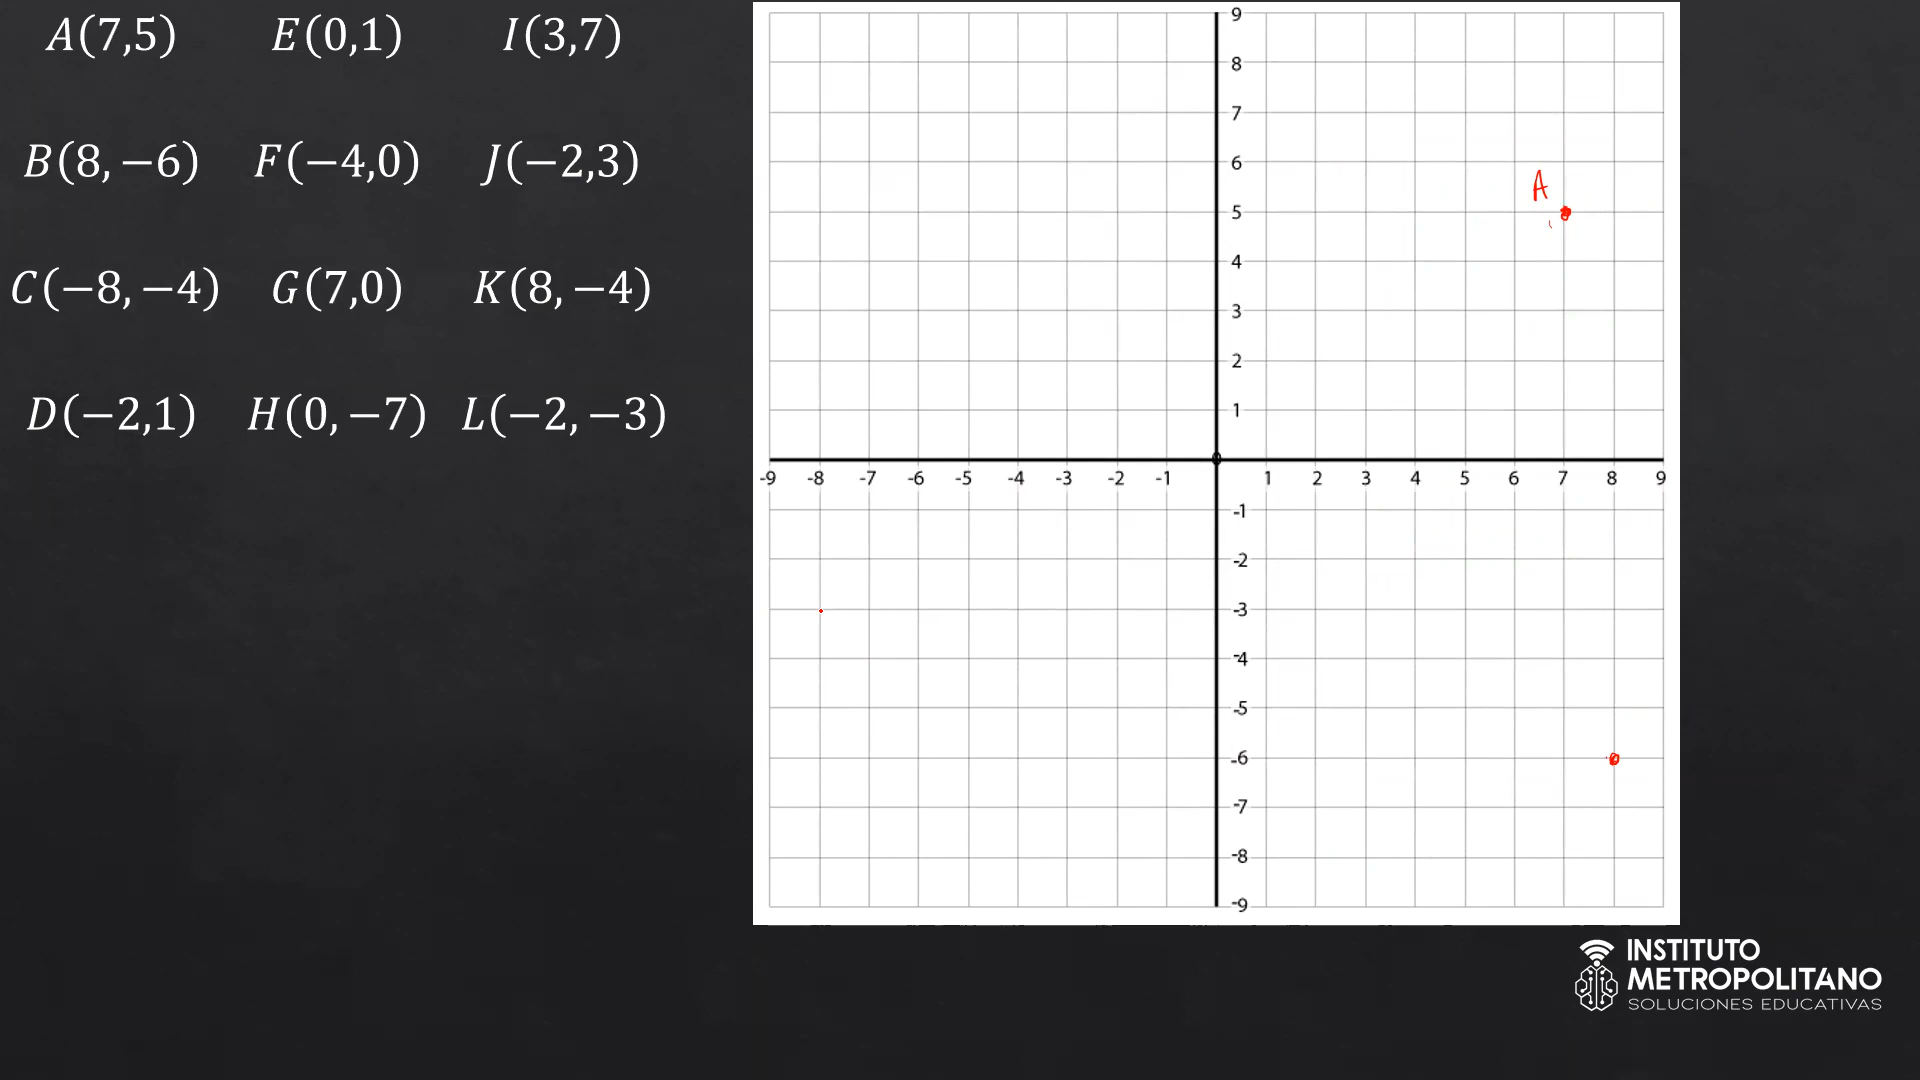 A(7,5) E(0,1) I(3,7)
B(8,−6) F(−4,0) J(−2,3)
C(−8,−4) G(7,0) K(8,−4)
D(−2,1) H(0,−7) L(−2,−3)
9
8
7
6
A
5
4
3
2
1
0
-9 -8 -7 -6 -5 -4 -3 -2 -1 1 2 3 4 5 6 7 8 9
-1
-2
-3
-4
-5
-6
-7
-8
-9
INSTITUTO
METROPOLITANO
SOLUCIONES EDUCATIVAS